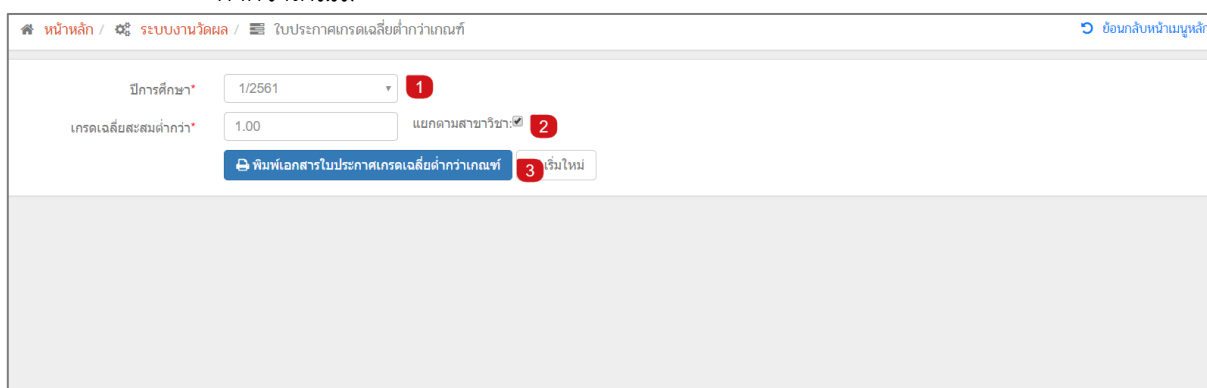 หน้าหลัก / ระบบงานวัดผล / ใบประกาศเกรดเฉลี่ยต่ำกว่าเกณฑ์ ย้อนกลับหน้าเมนูหลัก
ปีการศึกษา* 1/2561 1
เกรดเฉลี่ยสะสมต่ำกว่า* 1.00 แยกตามสาขาวิชา: 2
พิมพ์เอกสารใบประกาศเกรดเฉลี่ยต่ำกว่าเกณฑ์ 3 เริ่มใหม่